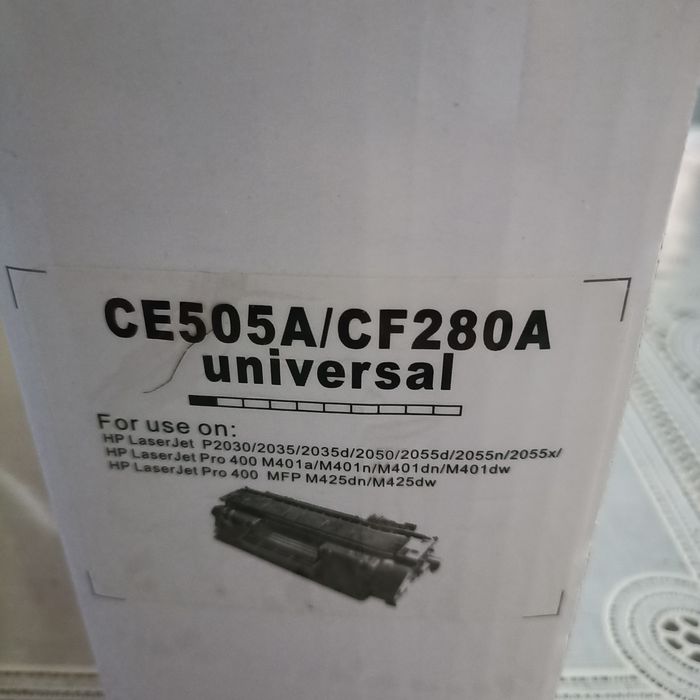 CE505A/CF280A
universal
For use on:
HP LaserJet P2030/2035/2035d/2050/2055d/2055n/2055x/
HP LaserJet Pro 400 M401a/M401n/M401dn/M401dw
HP LaserJet Pro 400 MFP M425dn/M425dw